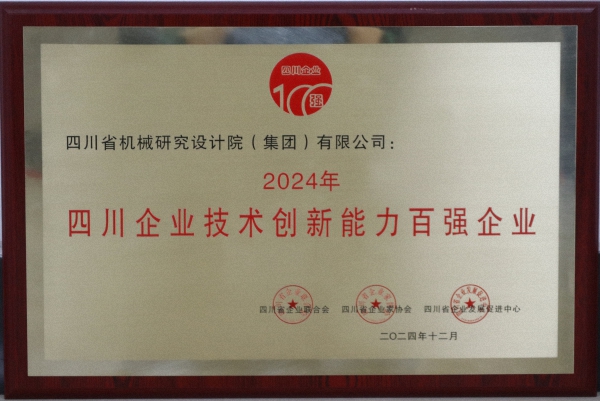 四川企业
100强
四川省机械研究设计院（集团）有限公司：
2024年
四川企业技术创新能力百强企业
四川省企业联合会 四川省企业家协会 四川省企业发展促进中心
二〇二四年十二月